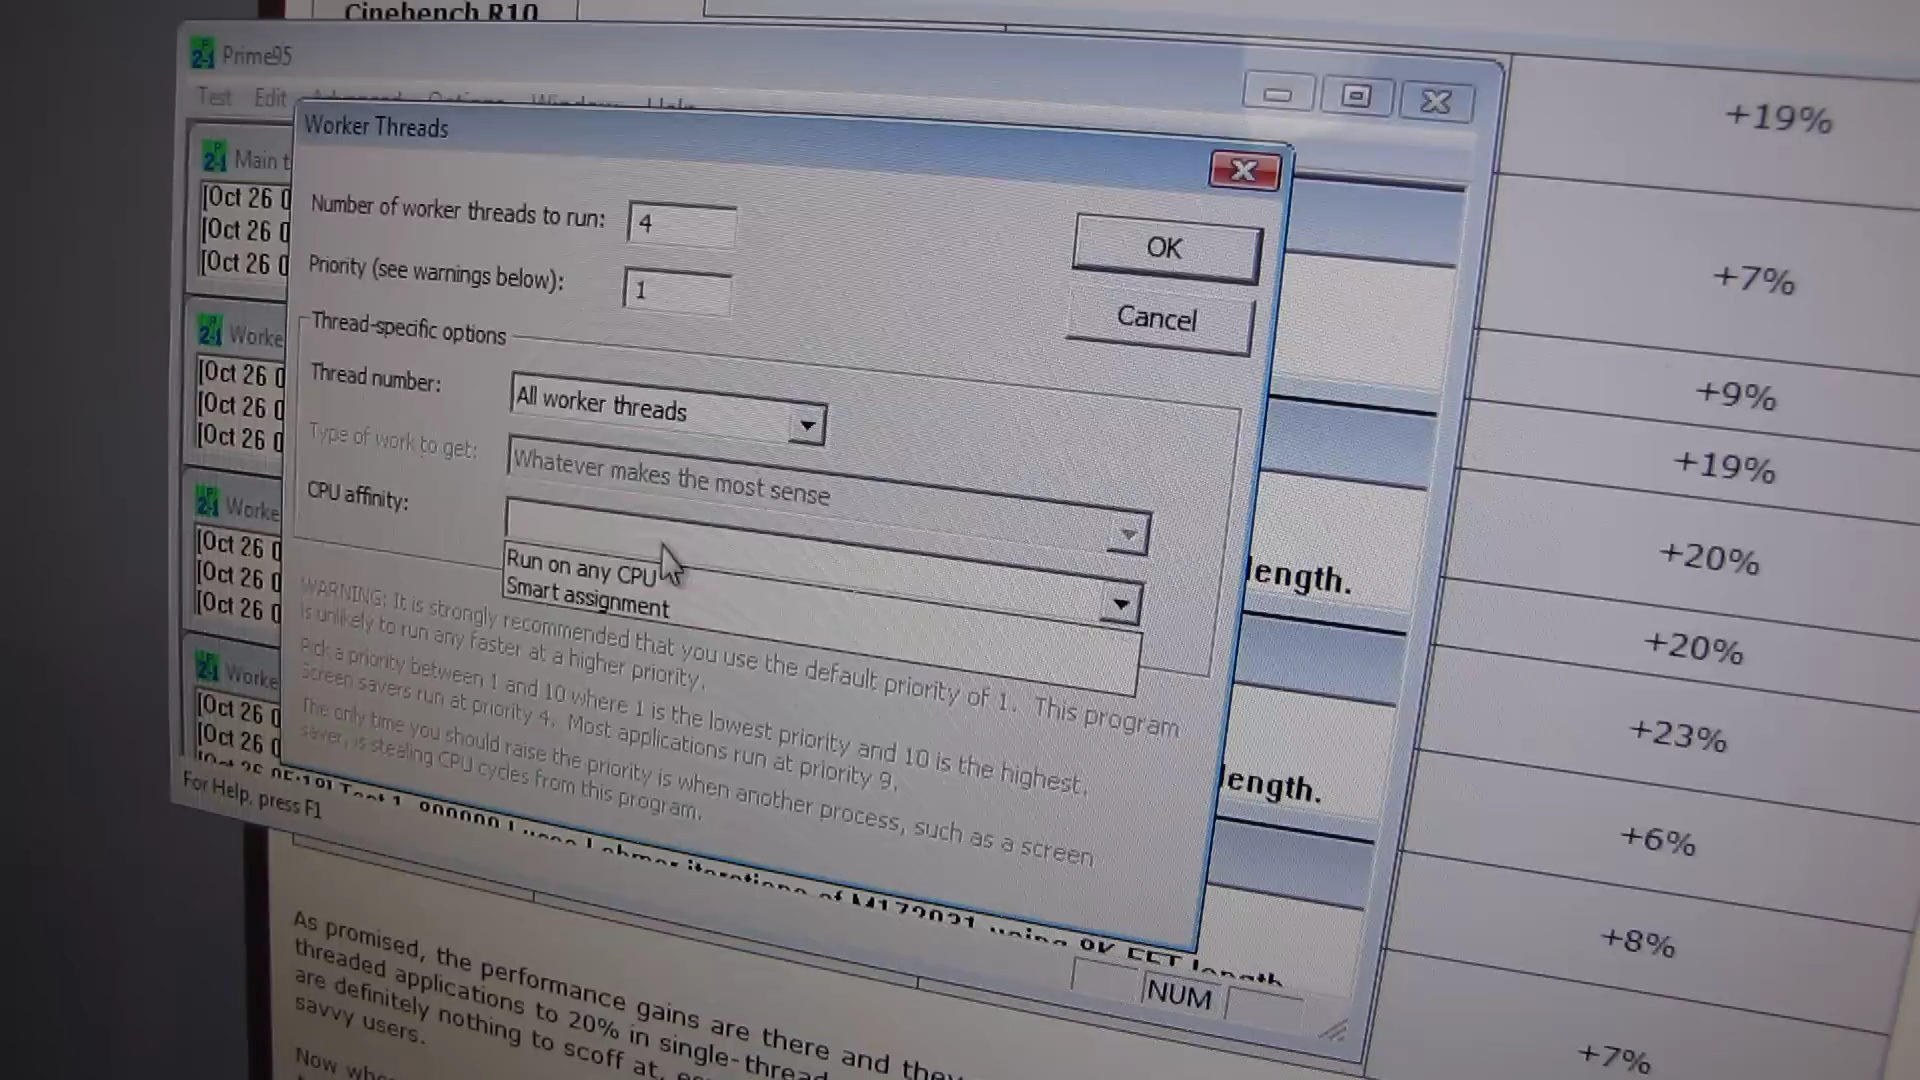 Cinebench R10
Prime95
Test Edit Advanced Options Window Help
Main t
[Oct 26 0
[Oct 26 0
[Oct 26 0
Worke
[Oct 26 0
[Oct 26 0
[Oct 26 0
Worke
[Oct 26 0
[Oct 26 0
[Oct 26 0
Worke
[Oct 26 0
[Oct 26 0
Worker Threads
Number of worker threads to run: 4
Priority (see warnings below): 1
OK
Cancel
Thread-specific options
Thread number: All worker threads
Type of work to get: Whatever makes the most sense
CPU affinity:
Run on any CPU
Smart assignment
WARNING: It is strongly recommended that you use the default priority of 1. This program
is unlikely to run any faster at a higher priority.
Pick a priority between 1 and 10 where 1 is the lowest priority and 10 is the highest.
Screen savers run at priority 4. Most applications run at priority 9.
The only time you should raise the priority is when another process, such as a screen
saver, is stealing CPU cycles from this program.
length.
length.
For Help, press F1
NUM
+19%
+7%
+9%
+19%
+20%
+20%
+23%
+6%
+8%
+7%
As promised, the performance gains are there and they
threaded applications to 20% in single-thread
are definitely nothing to scoff at,
savvy users.
Now